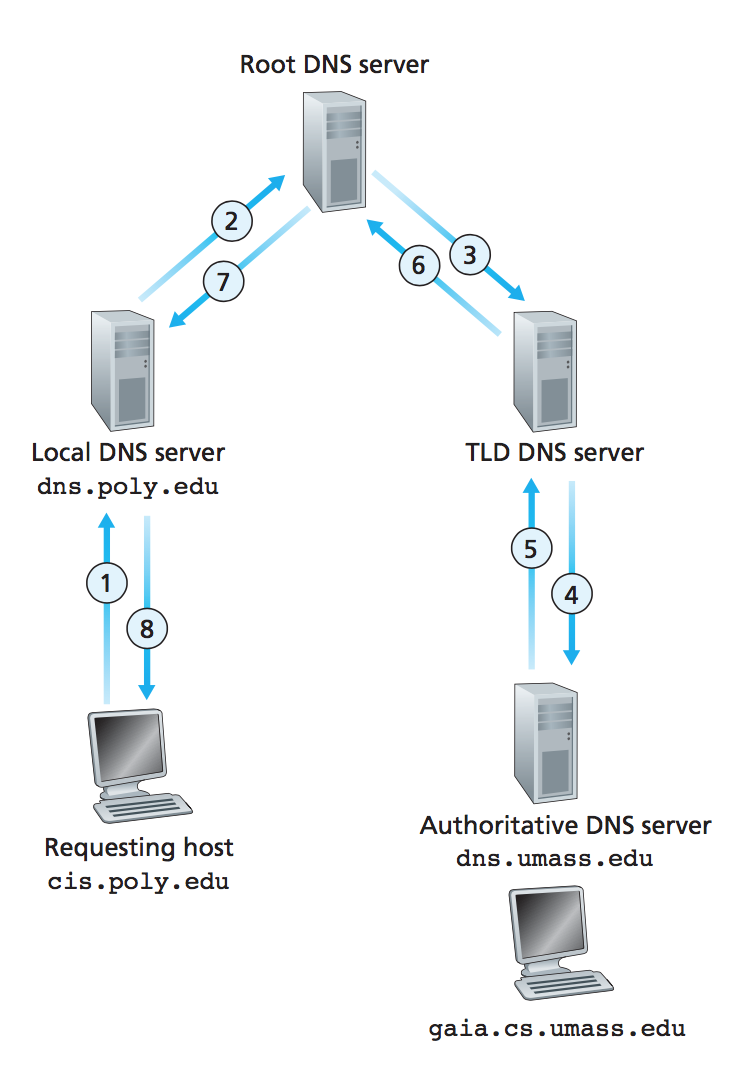 Root DNS server
2
3
6
7
Local DNS server
dns.poly.edu
TLD DNS server
5
1
4
8
Requesting host
cis.poly.edu
Authoritative DNS server
dns.umass.edu
gaia.cs.umass.edu